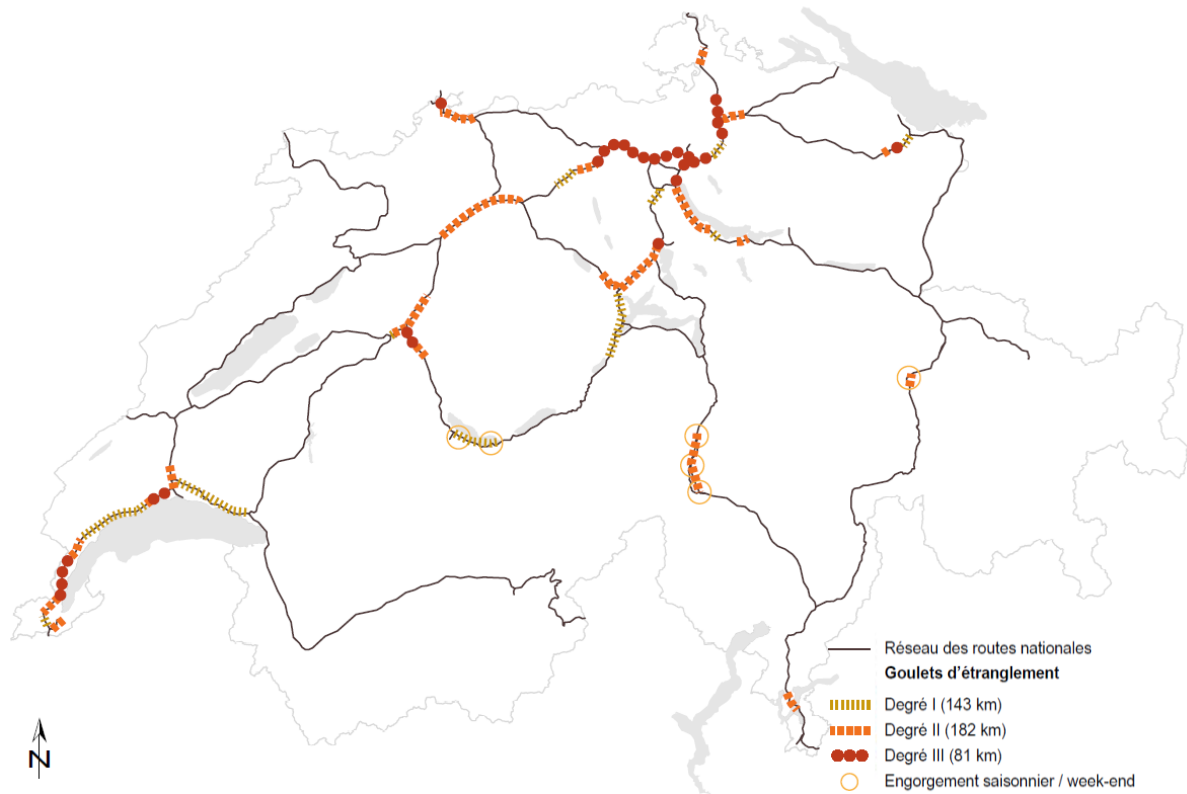 Réseau des routes nationales
Goulets d'étranglement
Degré I (143 km)
Degré II (182 km)
Degré III (81 km)
Engorgement saisonnier / week-end
N